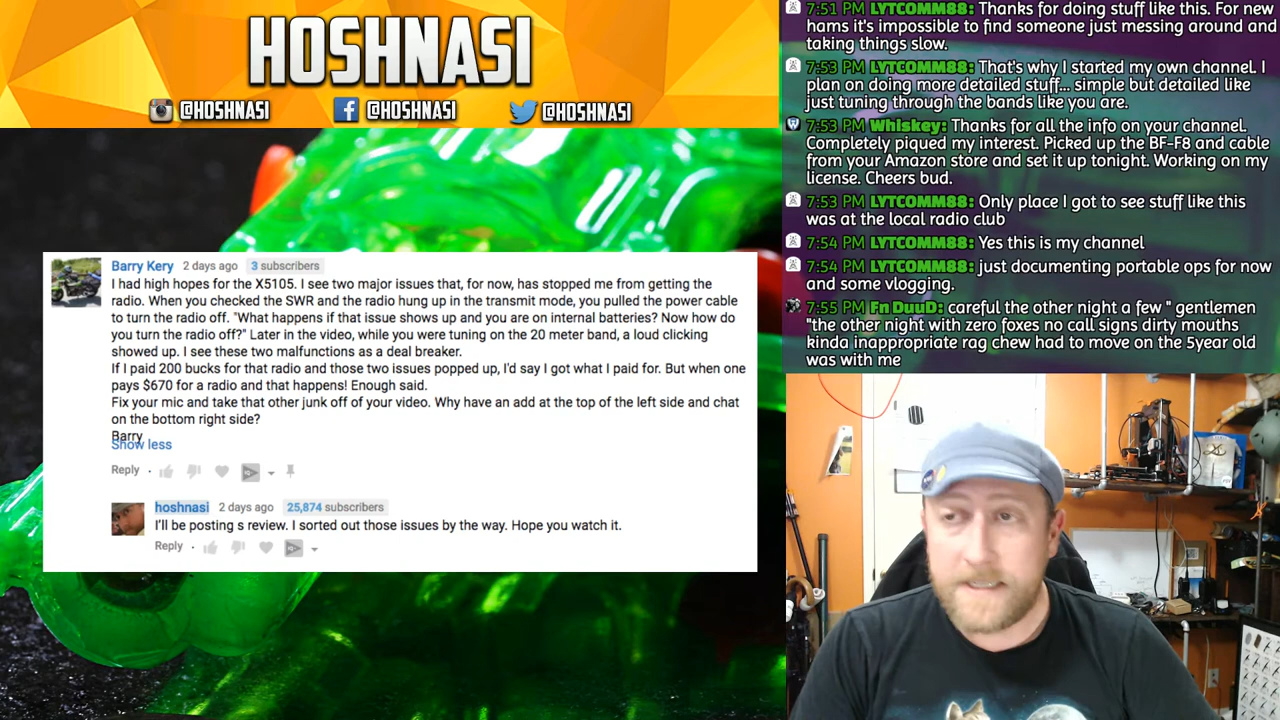 HOSHNASI
@HOSHNASI
@HOSHNASI
@HOSHNASI
Barry Kery 2 days ago 3 subscribers
I had high hopes for the X5105. I see two major issues that, for now, has stopped me from getting the
radio. When you checked the SWR and the radio hung up in the transmit mode, you pulled the power cable
to turn the radio off. "What happens if that issue shows up and you are on internal batteries? Now how do
you turn the radio off?" Later in the video, while you were tuning on the 20 meter band, a loud clicking
showed up. I see these two malfunctions as a deal breaker.
If I paid 200 bucks for that radio and those two issues popped up, I'd say I got what I paid for. But when one
pays $670 for a radio and that happens! Enough said.
Fix your mic and take that other junk off of your video. Why have an add at the top of the left side and chat
on the bottom right side?
Barry
Show less
Reply
hoshnasi 2 days ago 25,874 subscribers
I'll be posting s review. I sorted out those issues by the way. Hope you watch it.
Reply
7:51 PM LYTCOMM88: Thanks for doing stuff like this. For new
hams it's impossible to find someone just messing around and
taking things slow.
7:53 PM LYTCOMM88: That's why I started my own channel. I
plan on doing more detailed stuff... simple but detailed like
just tuning through the bands like you are.
7:53 PM Whiskey: Thanks for all the info on your channel.
Completely piqued my interest. Picked up the BF-F8 and cable
from your Amazon store and set it up tonight. Working on my
license. Cheers bud.
7:53 PM LYTCOMM88: Only place I got to see stuff like this
was at the local radio club
7:54 PM LYTCOMM88: Yes this is my channel
7:54 PM LYTCOMM88: just documenting portable ops for now
and some vlogging.
7:55 PM Fn DuuD: careful the other night a few " gentlemen
"the other night with zero foxes no call signs dirty mouths
kinda inappropriate rag chew had to move on the 5year old
was with me